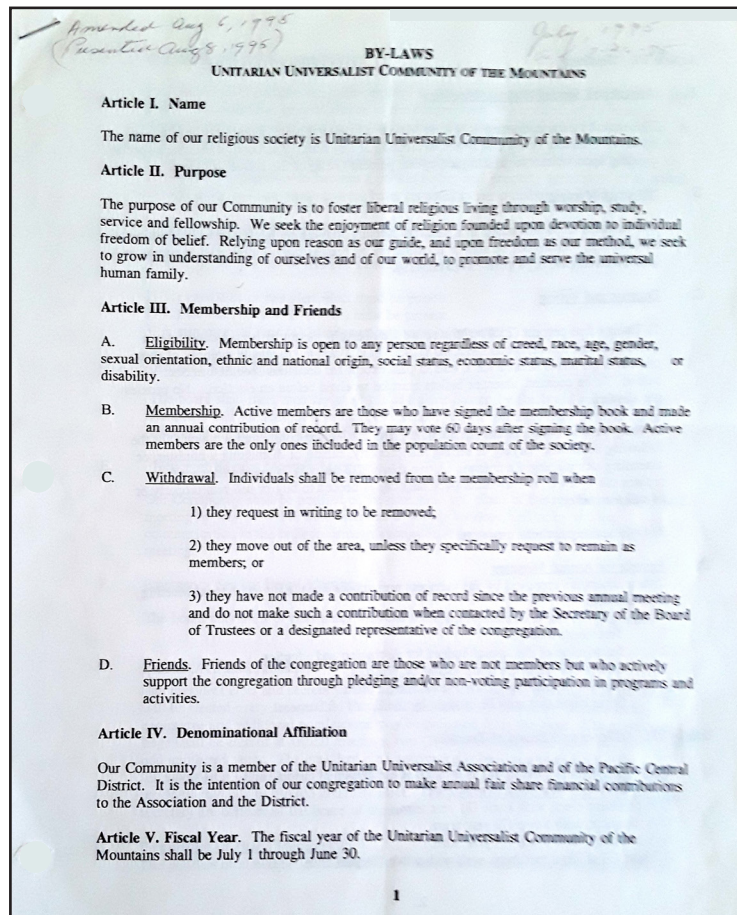 Amended Aug 6, 1995
(Presented Aug 8, 1995)
July, 1995
BY-LAWS
UNITARIAN UNIVERSALIST COMMUNITY OF THE MOUNTAINS
Article I. Name
The name of our religious society is Unitarian Universalist Community of the Mountains.
Article II. Purpose
The purpose of our Community is to foster liberal religious living through worship, study,
service and fellowship. We seek the enjoyment of religion founded upon devotion to individual
freedom of belief. Relying upon reason as our guide, and upon freedom as our method, we seek
to grow in understanding of ourselves and of our world, to promote and serve the universal
human family.
Article III. Membership and Friends
A. Eligibility. Membership is open to any person regardless of creed, race, age, gender,
sexual orientation, ethnic and national origin, social status, economic status, marital status, or
disability.
B. Membership. Active members are those who have signed the membership book and made
an annual contribution of record. They may vote 60 days after signing the book. Active
members are the only ones included in the population count of the society.
C. Withdrawal. Individuals shall be removed from the membership roll when
1) they request in writing to be removed;
2) they move out of the area, unless they specifically request to remain as
members; or
3) they have not made a contribution of record since the previous annual meeting
and do not make such a contribution when contacted by the Secretary of the Board
of Trustees or a designated representative of the congregation.
D. Friends. Friends of the congregation are those who are not members but who actively
support the congregation through pledging and/or non-voting participation in programs and
activities.
Article IV. Denominational Affiliation
Our Community is a member of the Unitarian Universalist Association and of the Pacific Central
District. It is the intention of our congregation to make annual fair share financial contributions
to the Association and the District.
Article V. Fiscal Year. The fiscal year of the Unitarian Universalist Community of the
Mountains shall be July 1 through June 30.
1